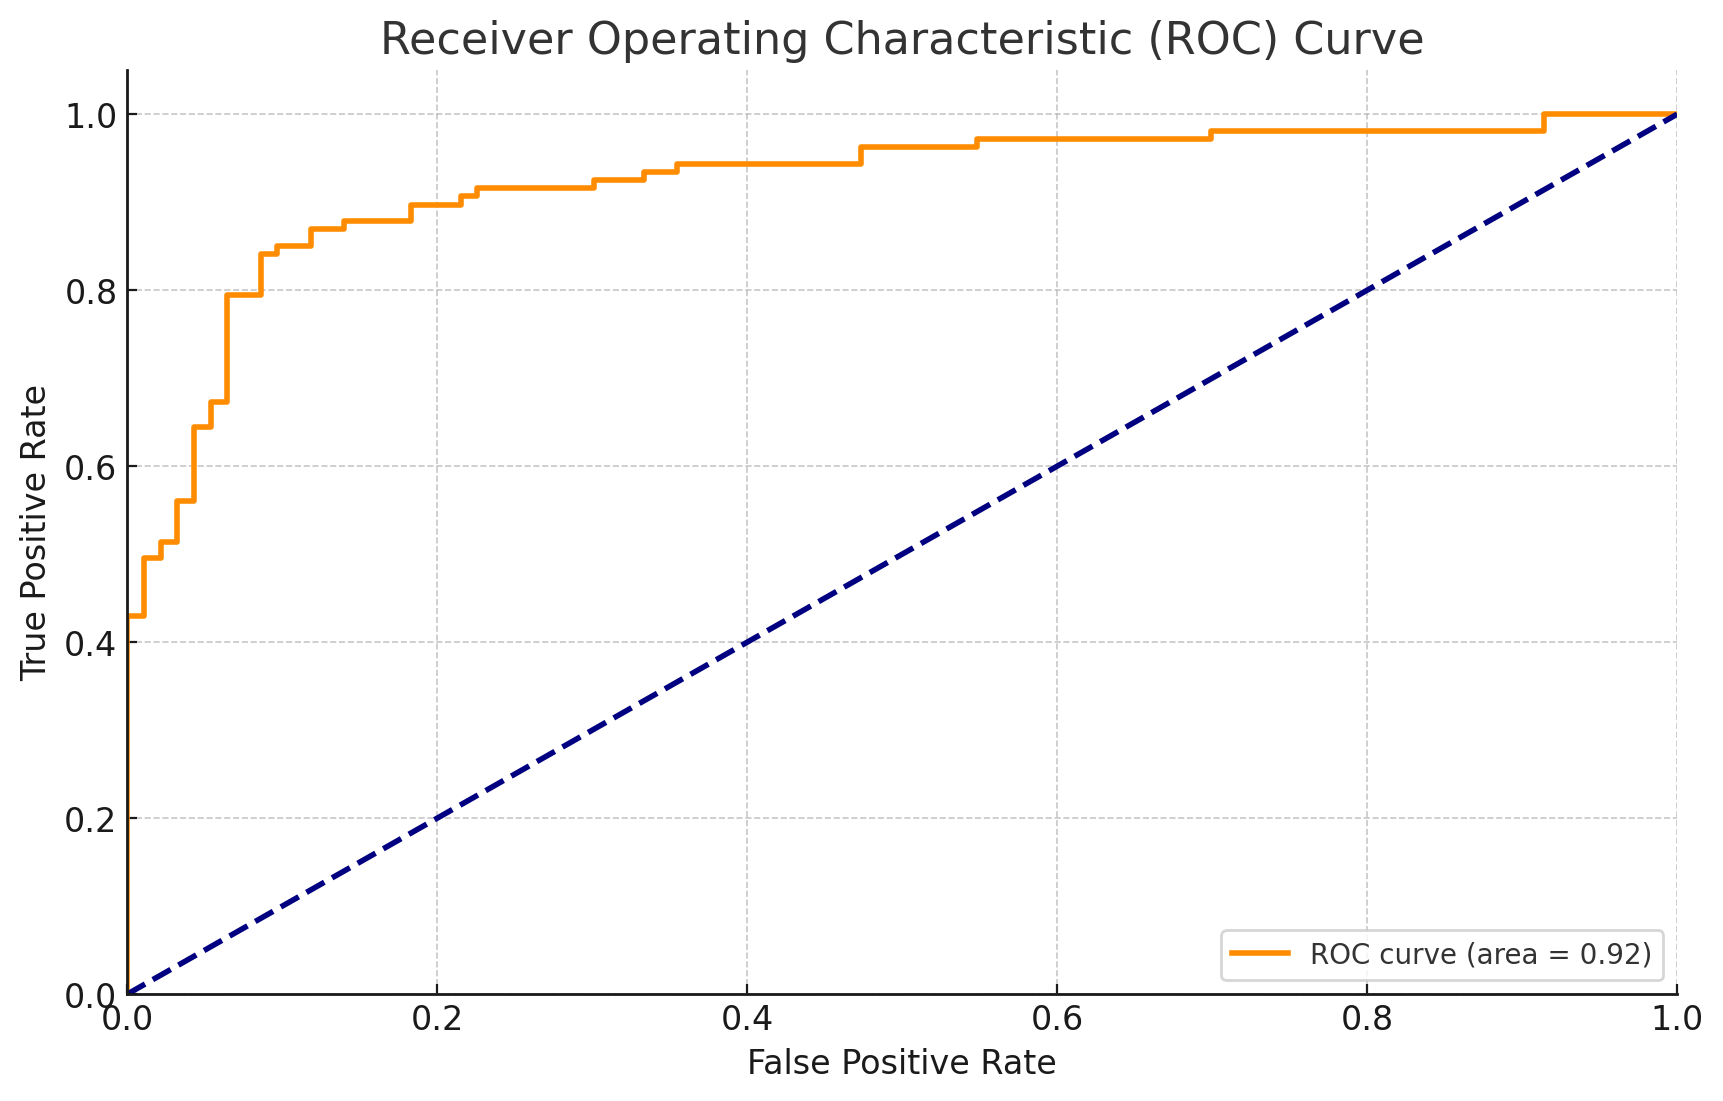 Receiver Operating Characteristic (ROC) Curve
1.0
0.8
0.6
0.4
0.2
0.0
True Positive Rate
ROC curve (area = 0.92)
0.0 0.2 0.4 0.6 0.8 1.0
False Positive Rate